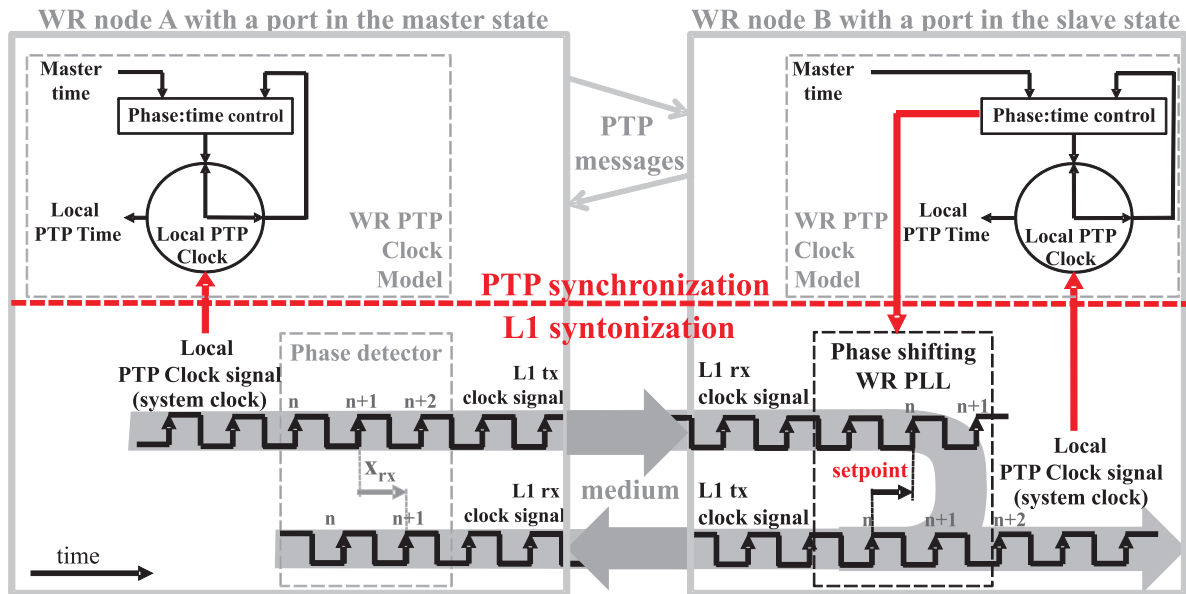 WR node A with a port in the master state
WR node B with a port in the slave state
Master
time
Phase:time control
Local
PTP Time
Local PTP
Clock
WR PTP
Clock
Model
PTP
messages
Master
time
Phase:time control
WR PTP
Clock
Model
Local
PTP Time
Local PTP
Clock
PTP synchronization
L1 syntonization
Local
PTP Clock signal
(system clock)
Phase detector
n
n+1
n+2
L1 tx
clock signal
L1 rx
clock signal
Phase shifting
WR PLL
n
n+1
Xrx
setpoint
Local
PTP Clock signal
(system clock)
n
n+1
L1 rx
clock signal
medium
L1 tx
clock signal
n
n+1
n+2
time